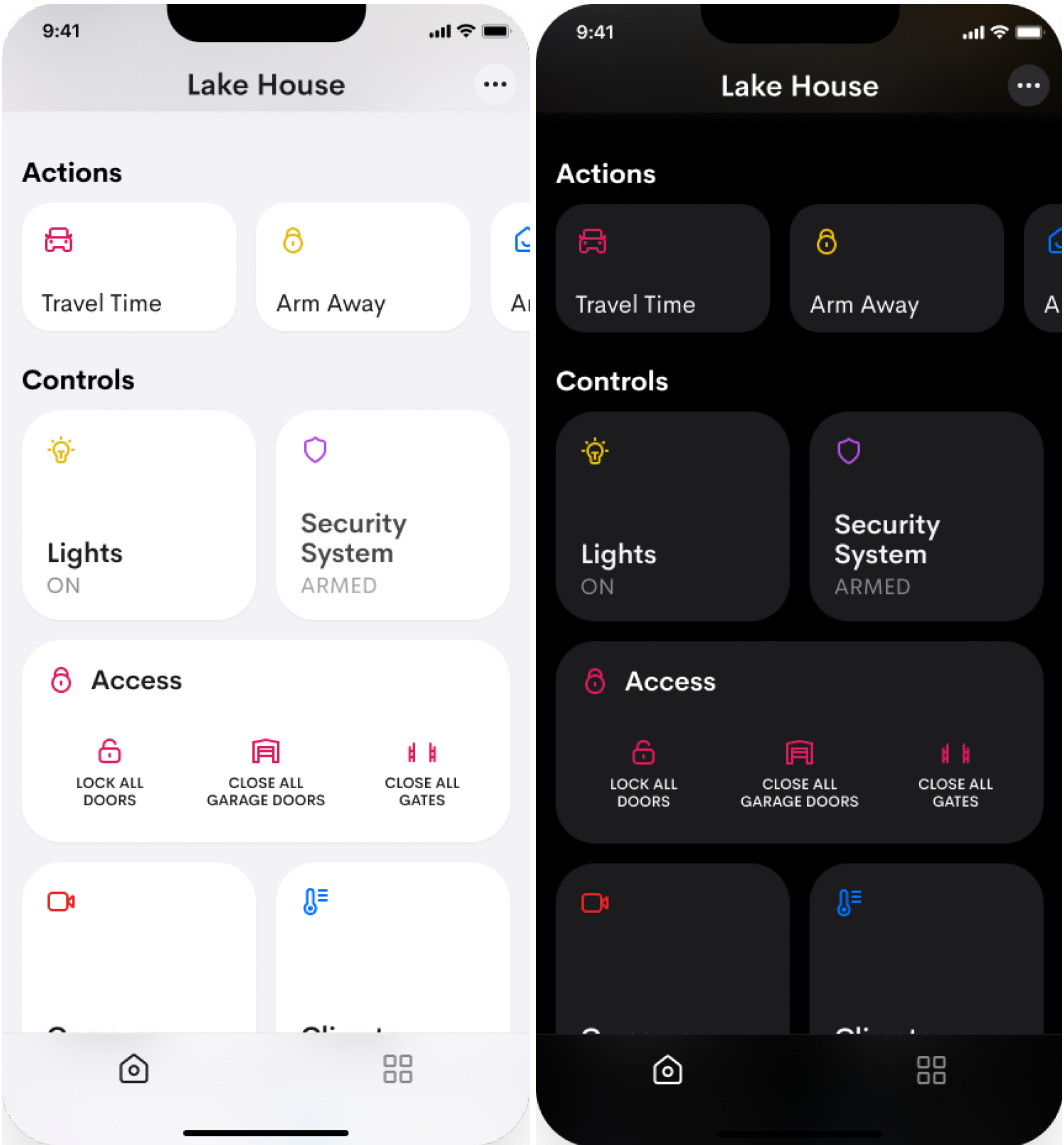 9:41
Lake House
Actions
Travel Time
Arm Away
Controls
Lights
ON
Security
System
ARMED
Access
LOCK ALL
DOORS
CLOSE ALL
GARAGE DOORS
CLOSE ALL
GATES
9:41
Lake House
Actions
Travel Time
Arm Away
A
Controls
Lights
ON
Security
System
ARMED
Access
LOCK ALL
DOORS
CLOSE ALL
GARAGE DOORS
CLOSE ALL
GATES